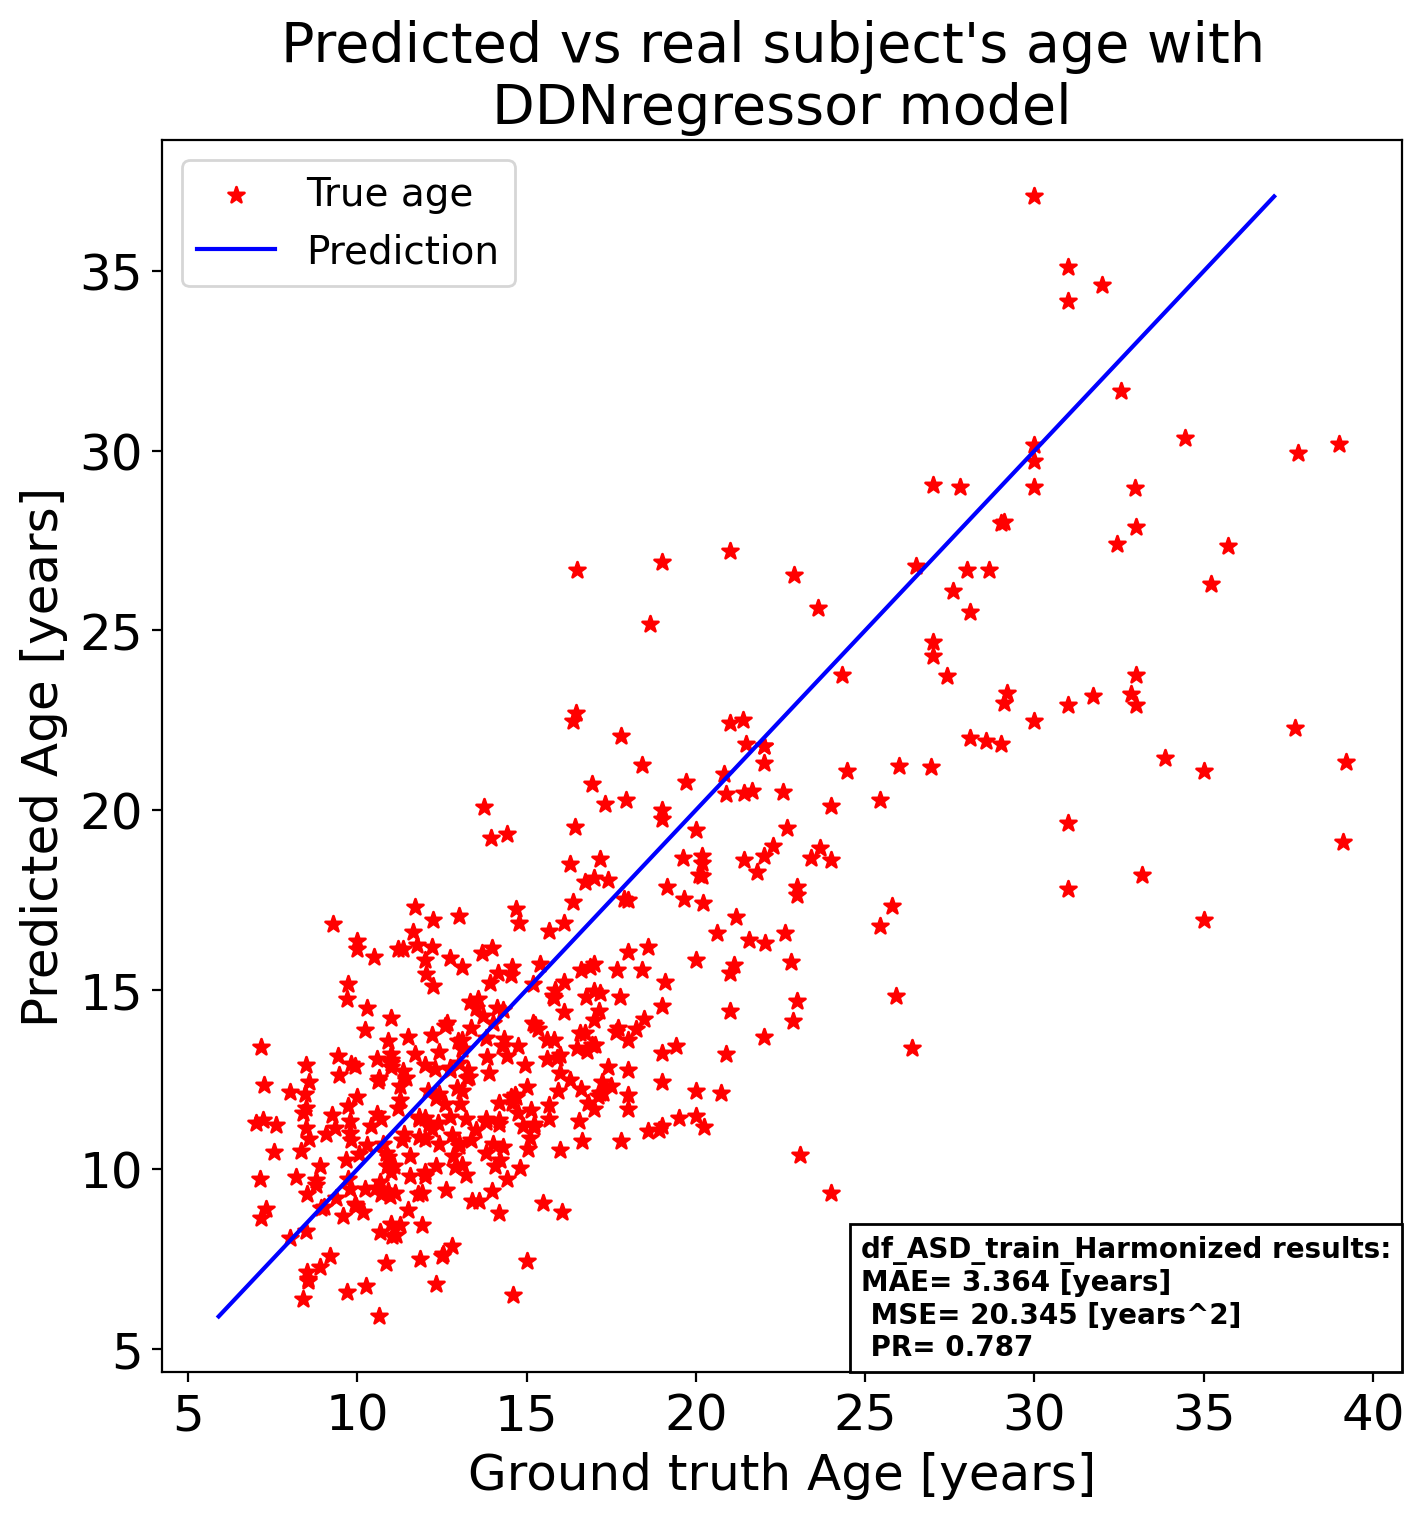 Predicted vs real subject's age with
DDNregressor model
True age
Prediction
Predicted Age [years]
35
30
25
20
15
10
5
df_ASD_train_Harmonized results:
MAE= 3.364 [years]
MSE= 20.345 [years^2]
PR= 0.787
5 10 15 20 25 30 35 40
Ground truth Age [years]